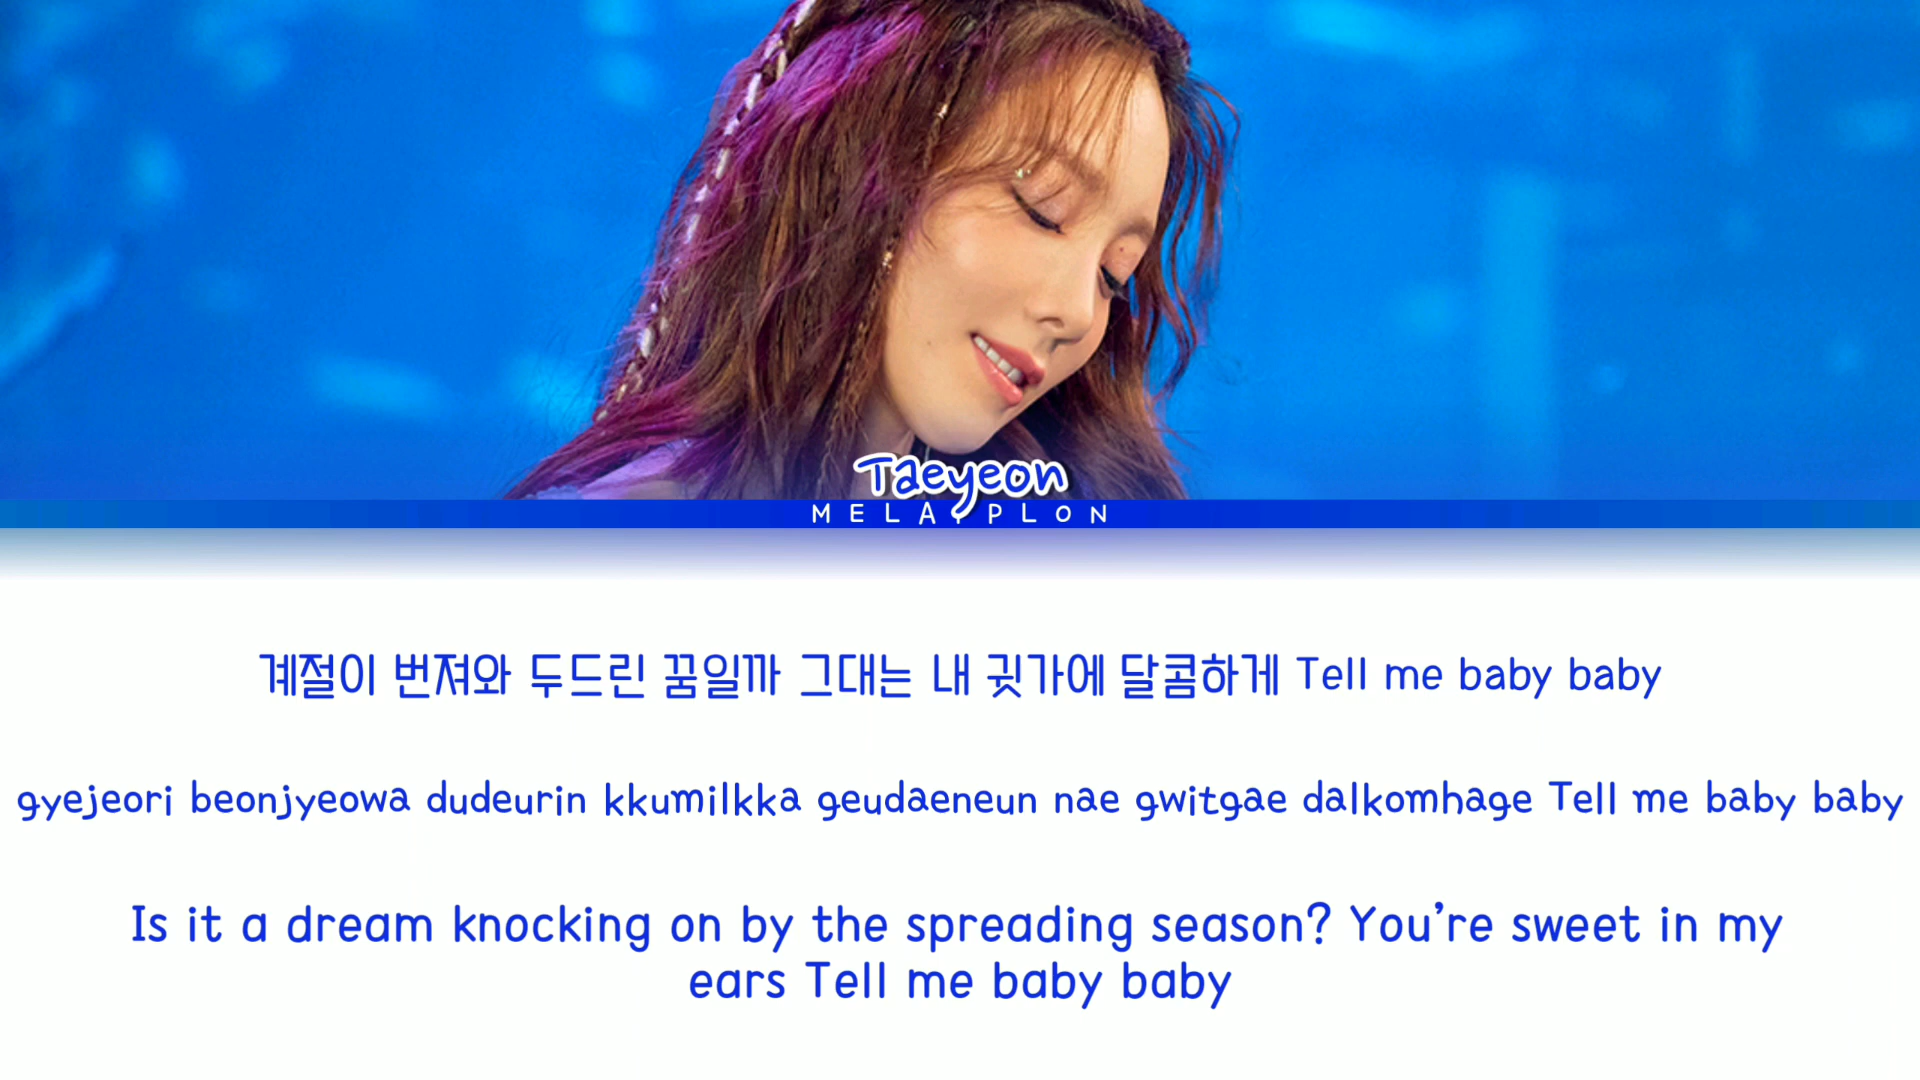 Taeyeon
MELAYPLON
계절이 번져와 두드린 꿈일까 그대는 내 귓가에 달콤하게 Tell me baby baby
gyejeori beonjyeowa dudeurin kkumilkka geudaeneun nae gwitgae dalkomhage Tell me baby baby
Is it a dream knocking on by the spreading season? You’re sweet in my
ears Tell me baby baby